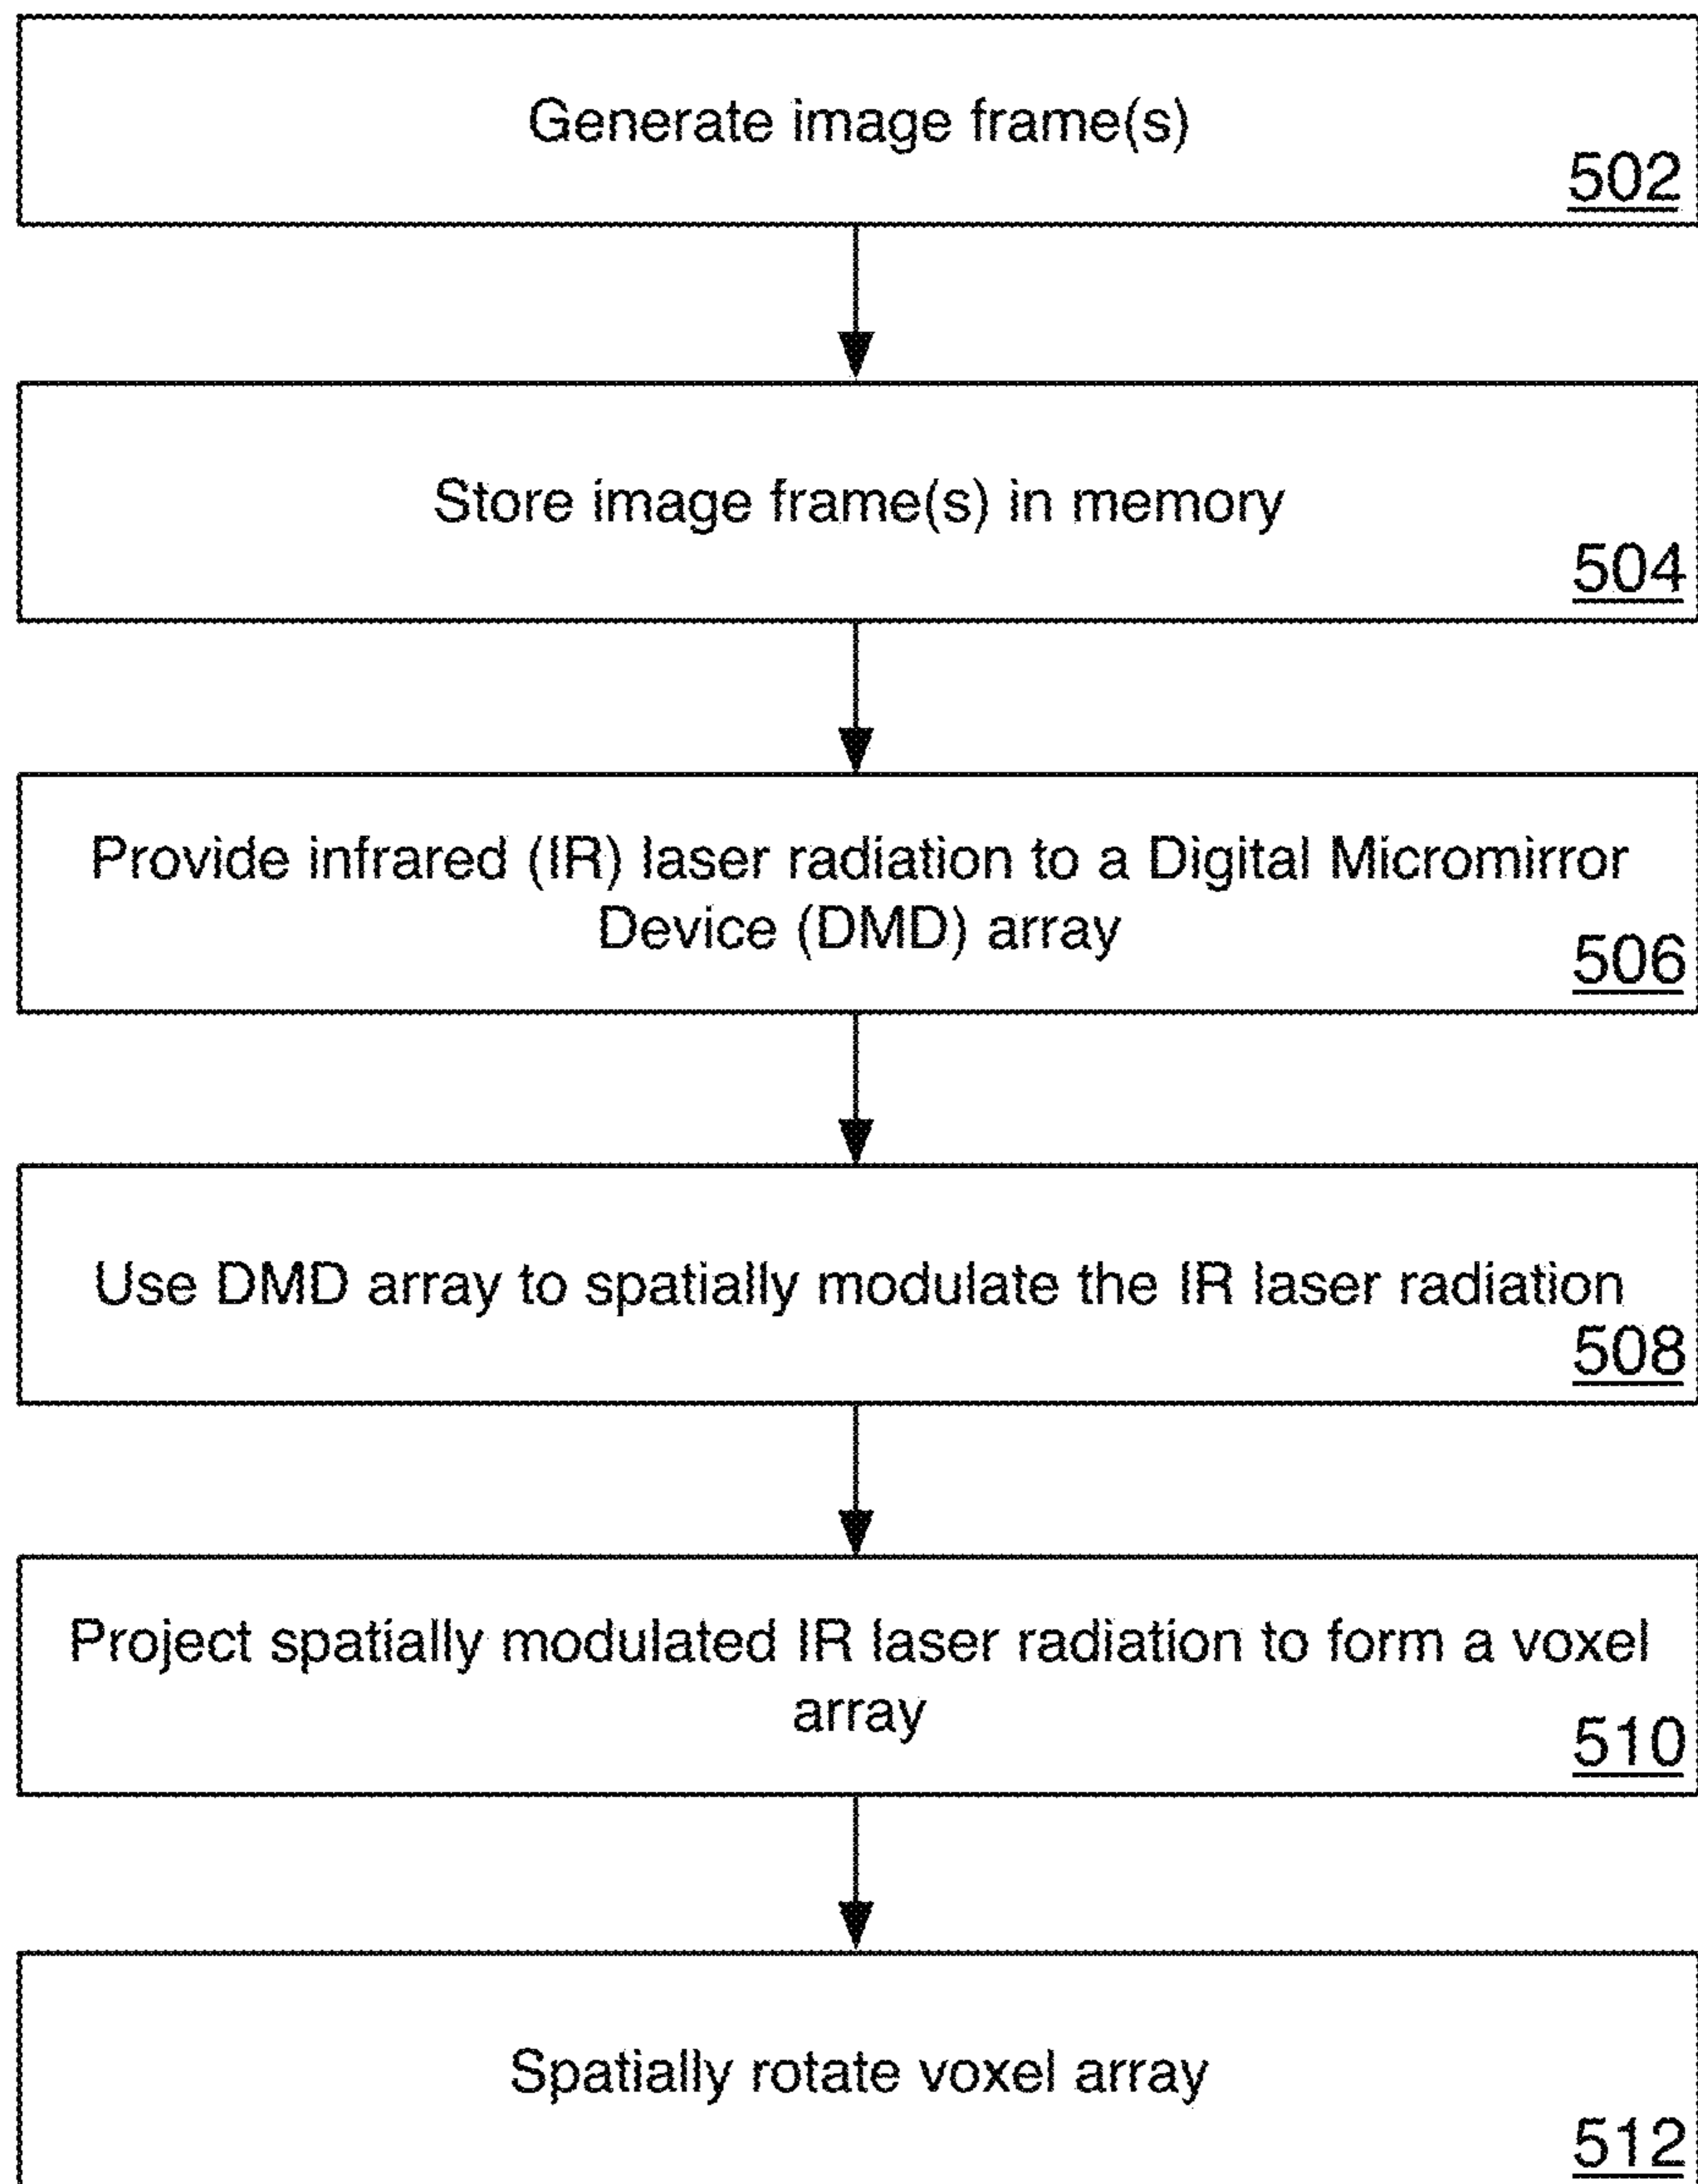 Generate image frame(s)
502
Store image frame(s) in memory
504
Provide infrared (IR) laser radiation to a Digital Micromirror
Device (DMD) array
506
Use DMD array to spatially modulate the IR laser radiation
508
Project spatially modulated IR laser radiation to form a voxel
array
510
Spatially rotate voxel array
512